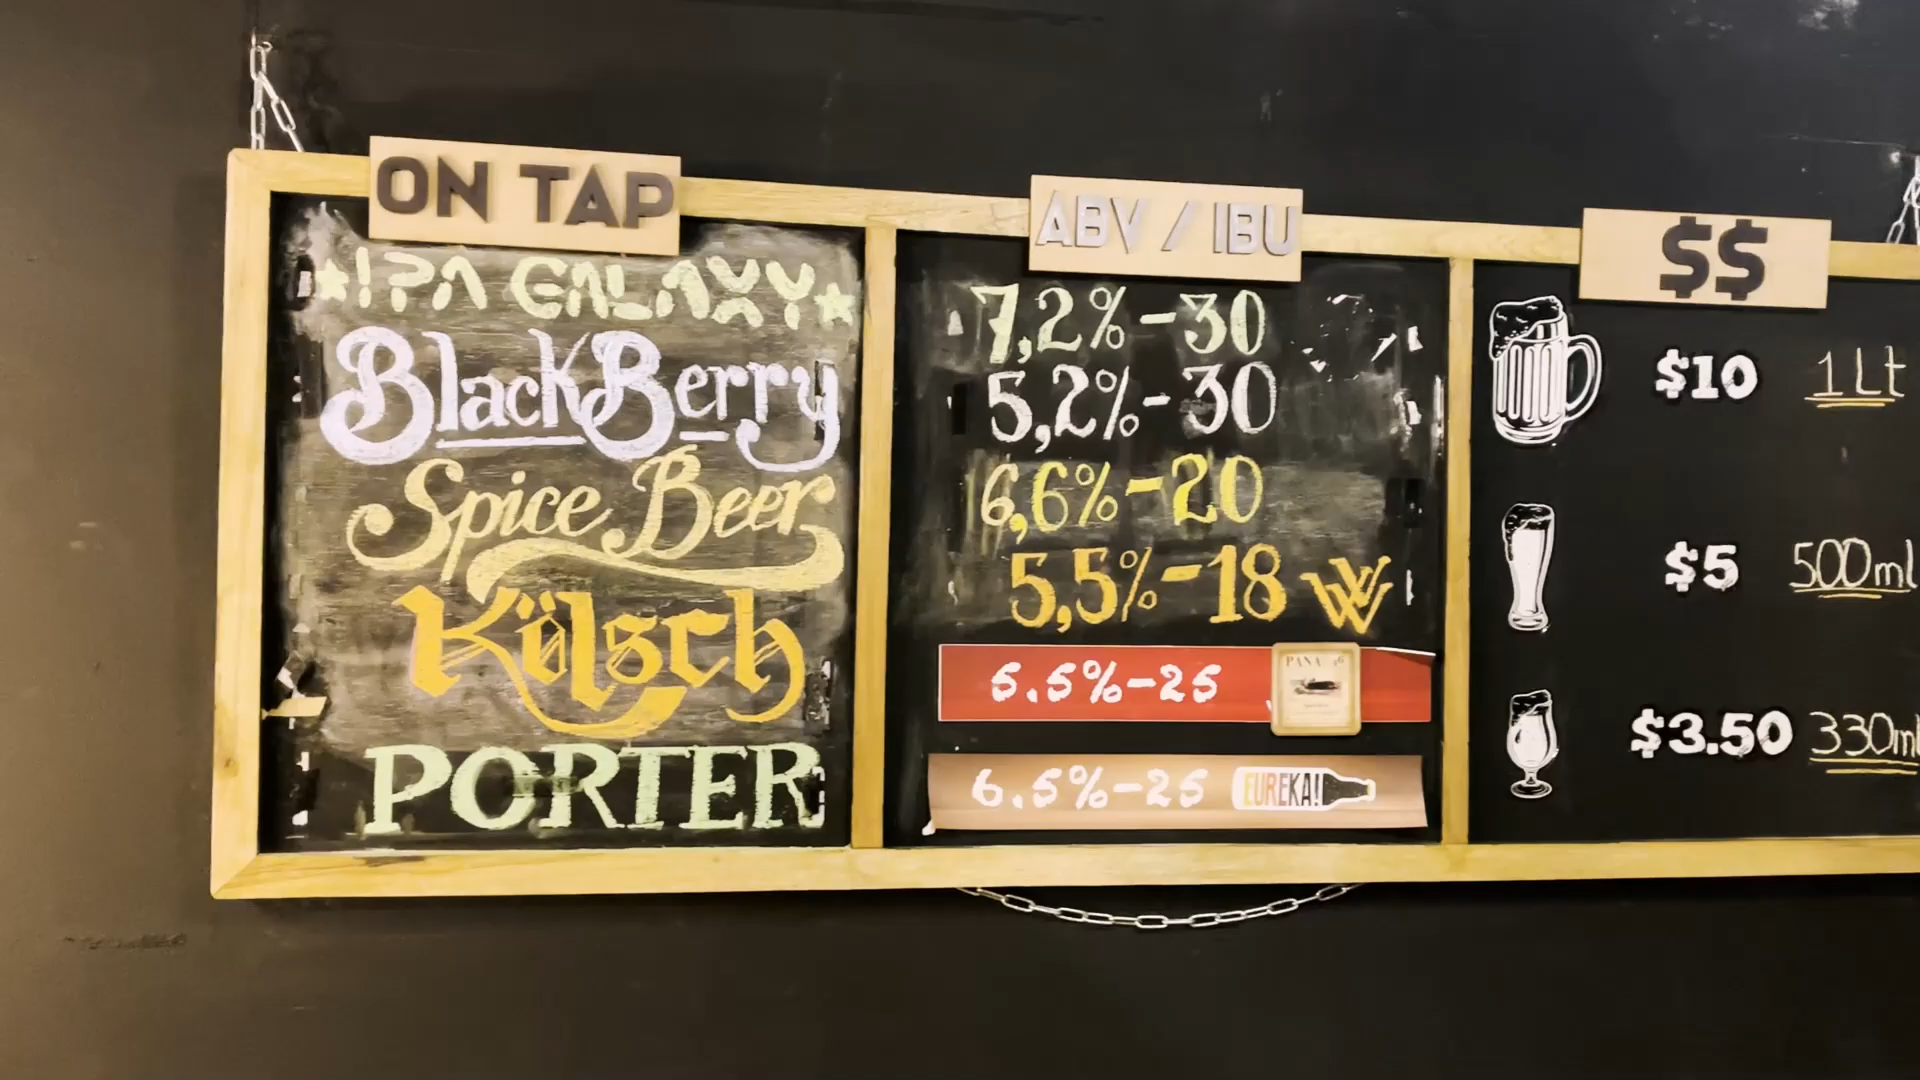 ON TAP
IPA GALAXY
BlackBerry
Spice Beer
Kölsch
PORTER
ABV / IBU
7,2%-30
5,2%-30
6,6%-20
5,5%-18 W
5.5%-25
PANA
6.5%-25 EUREKA!
$$
$10 1Lt
$5 500ml
$3.50 330ml